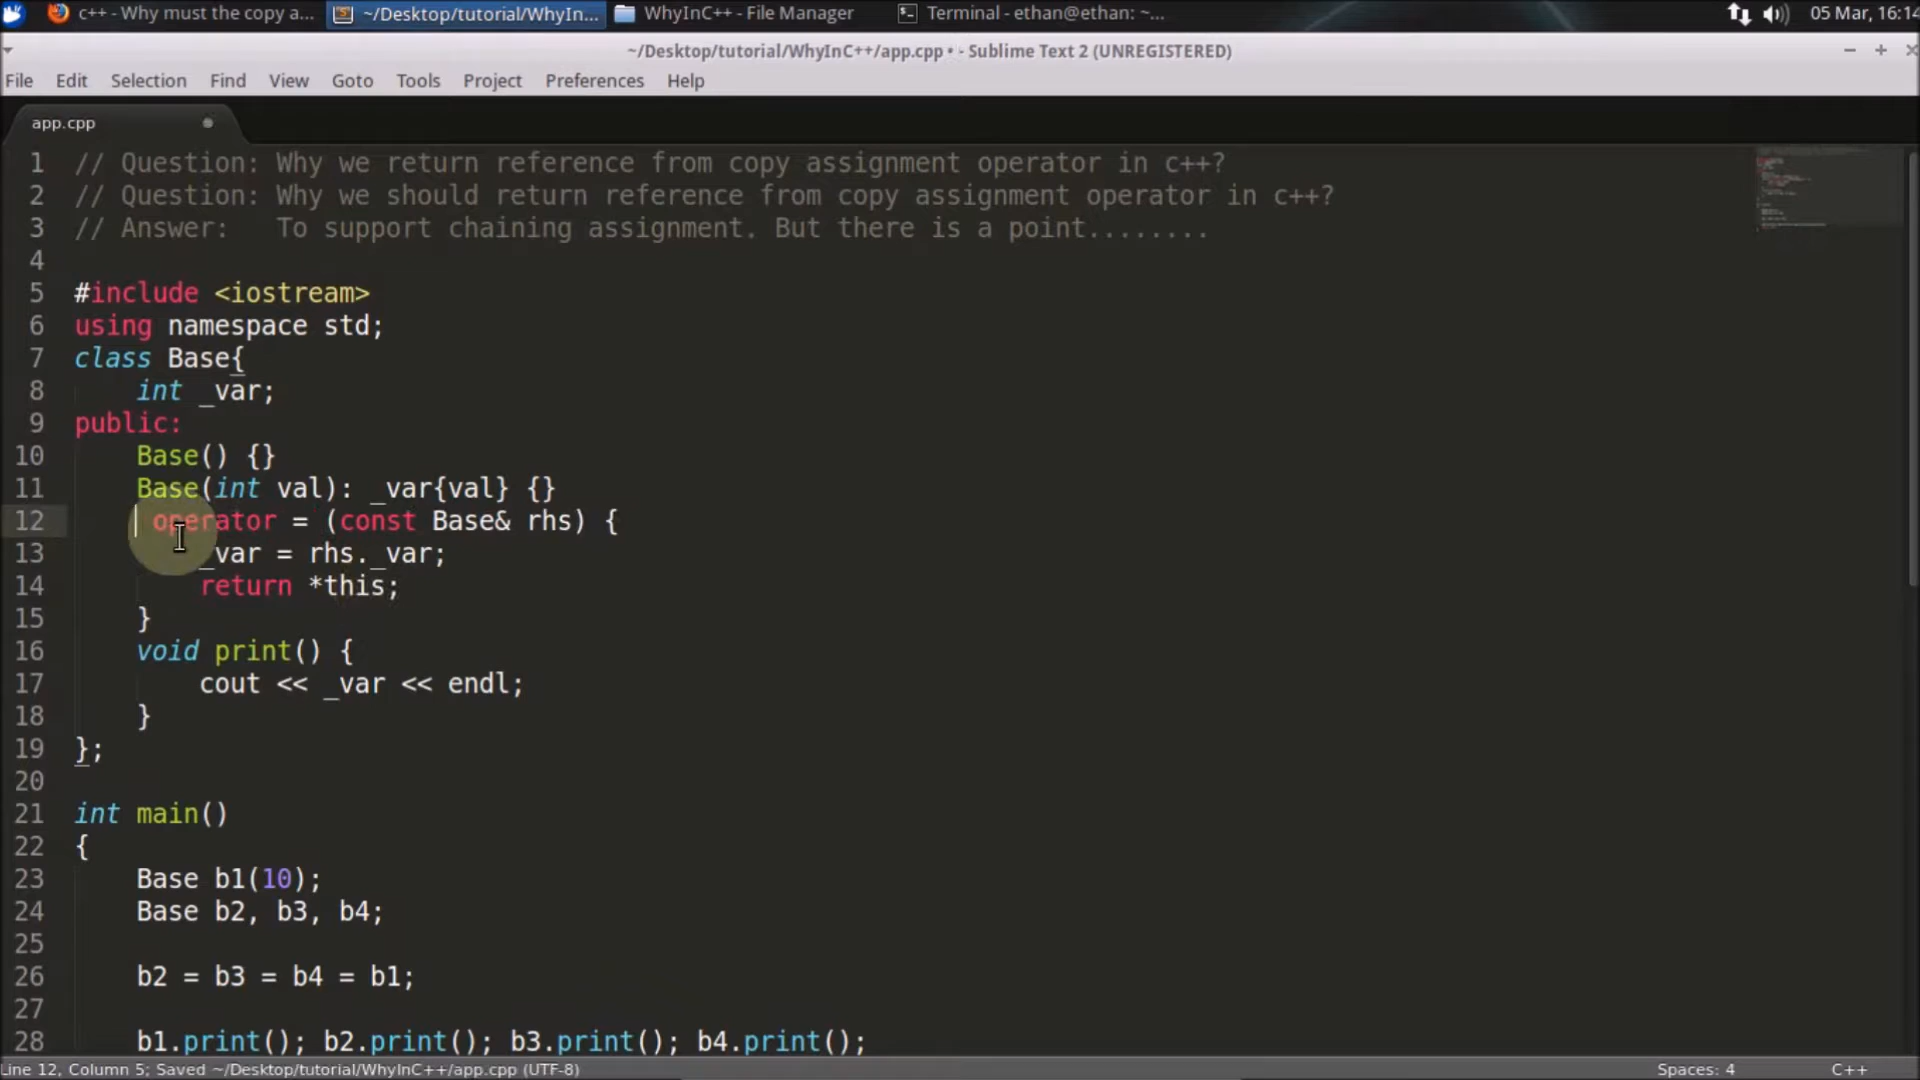 c++ - Why must the copy a... ~/Desktop/tutorial/WhyIn... WhyInC++ - File Manager Terminal - ethan@ethan: ~... 05 Mar, 16:14
~/Desktop/tutorial/WhyInC++/app.cpp • - Sublime Text 2 (UNREGISTERED)
File Edit Selection Find View Goto Tools Project Preferences Help
app.cpp
1 // Question: Why we return reference from copy assignment operator in c++?
2 // Question: Why we should return reference from copy assignment operator in c++?
3 // Answer:   To support chaining assignment. But there is a point........
4
5 #include <iostream>
6 using namespace std;
7 class Base{
8     int _var;
9 public:
10     Base() {}
11     Base(int val): _var{val} {}
12      operator = (const Base& rhs) {
13         _var = rhs._var;
14         return *this;
15     }
16     void print() {
17         cout << _var << endl;
18     }
19 };
20
21 int main()
22 {
23     Base b1(10);
24     Base b2, b3, b4;
25
26     b2 = b3 = b4 = b1;
27
28     b1.print(); b2.print(); b3.print(); b4.print();
Line 12, Column 5; Saved ~/Desktop/tutorial/WhyInC++/app.cpp (UTF-8) Spaces: 4 C++